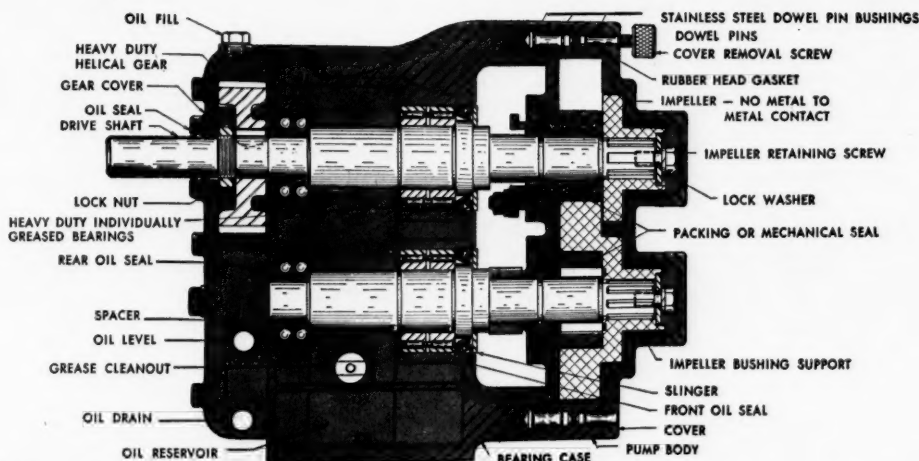 OIL FILL
HEAVY DUTY
HELICAL GEAR
GEAR COVER
OIL SEAL
DRIVE SHAFT
LOCK NUT
HEAVY DUTY INDIVIDUALLY
GREASED BEARINGS
REAR OIL SEAL
SPACER
OIL LEVEL
GREASE CLEANOUT
OIL DRAIN
OIL RESERVOIR
STAINLESS STEEL DOWEL PIN BUSHINGS
DOWEL PINS
COVER REMOVAL SCREW
RUBBER HEAD GASKET
IMPELLER — NO METAL TO
METAL CONTACT
IMPELLER RETAINING SCREW
LOCK WASHER
PACKING OR MECHANICAL SEAL
IMPELLER BUSHING SUPPORT
SLINGER
FRONT OIL SEAL
COVER
PUMP BODY
BEARING CASE